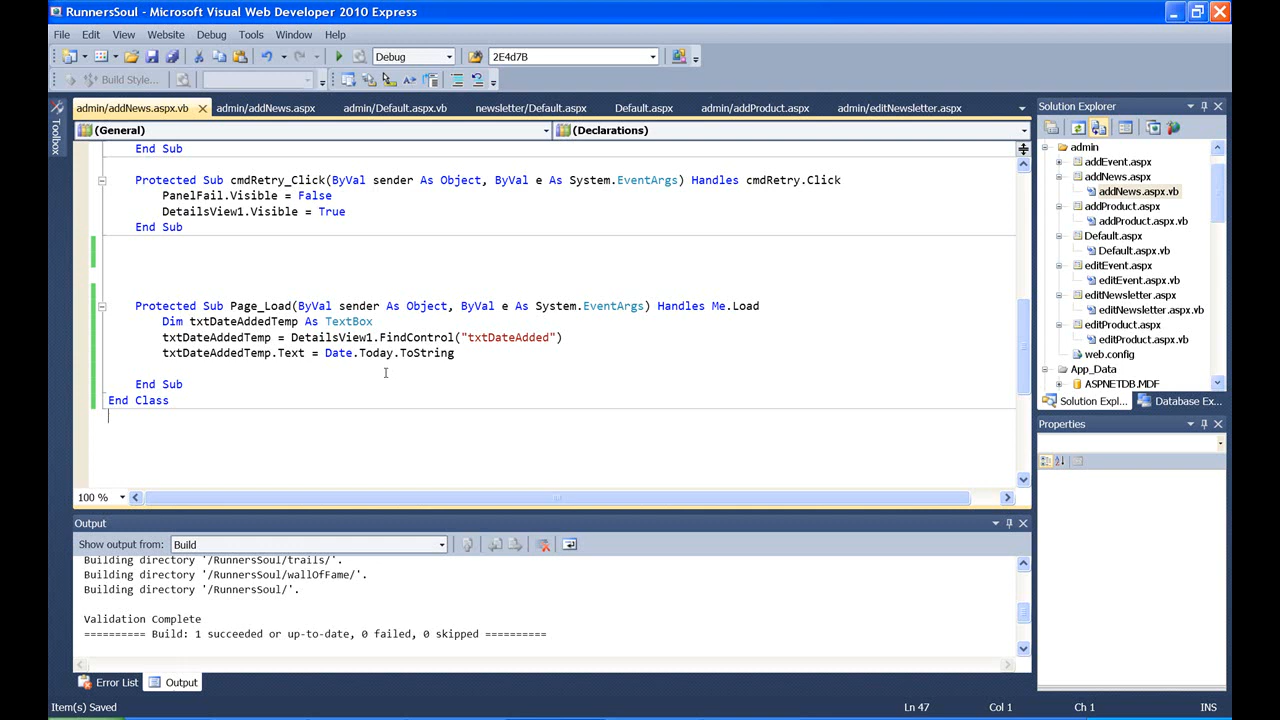 RunnersSoul - Microsoft Visual Web Developer 2010 Express
File Edit View Website Debug Tools Window Help
Debug 2E4d7B
Build Style...
admin/addNews.aspx.vb admin/addNews.aspx admin/Default.aspx.vb newsletter/Default.aspx Default.aspx admin/addProduct.aspx admin/editNewsletter.aspx
(General) (Declarations)
End Sub
Protected Sub cmdRetry_Click(ByVal sender As Object, ByVal e As System.EventArgs) Handles cmdRetry.Click
PanelFail.Visible = False
DetailsView1.Visible = True
End Sub
Protected Sub Page_Load(ByVal sender As Object, ByVal e As System.EventArgs) Handles Me.Load
Dim txtDateAddedTemp As TextBox
txtDateAddedTemp = DetailsView1.FindControl("txtDateAdded")
txtDateAddedTemp.Text = Date.Today.ToString
End Sub
End Class
100 %
Toolbox
Solution Explorer
admin
addEvent.aspx
addNews.aspx
addNews.aspx.vb
addProduct.aspx
addProduct.aspx.vb
Default.aspx
Default.aspx.vb
editEvent.aspx
editEvent.aspx.vb
editNewsletter.aspx
editNewsletter.aspx.vb
editProduct.aspx
editProduct.aspx.vb
web.config
App_Data
ASPNETDB.MDF
Solution Expl... Database Ex...
Properties
Output
Show output from: Build
Building directory '/RunnersSoul/trails/'.
Building directory '/RunnersSoul/wallOfFame/'.
Building directory '/RunnersSoul/'.
Validation Complete
========== Build: 1 succeeded or up-to-date, 0 failed, 0 skipped ==========
Error List Output
Item(s) Saved Ln 47 Col 1 Ch 1 INS